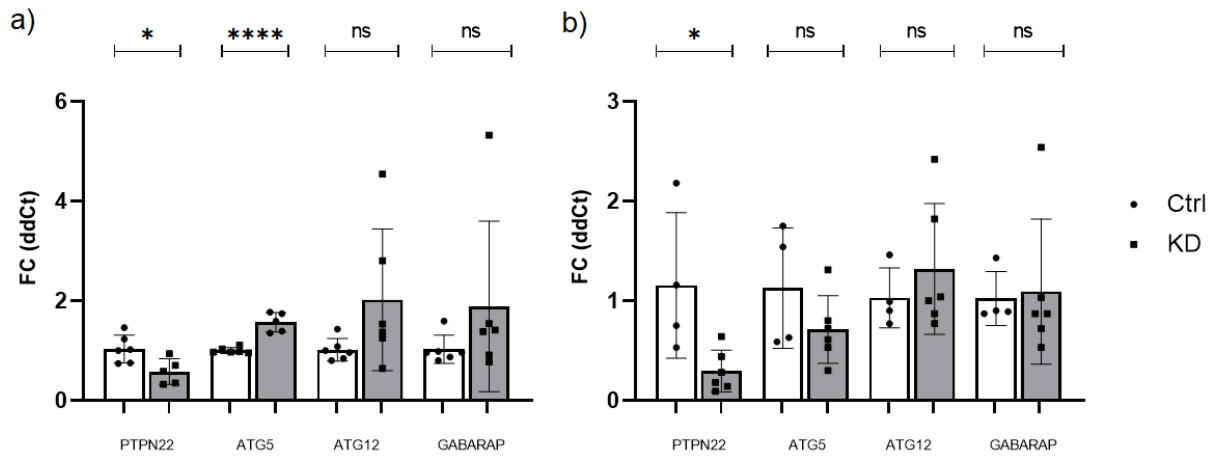 a)
* **** ns ns
6
4
2
0
FC (ddCt)
PTPN22 ATG5 ATG12 GABARAP
b)
* ns ns ns
3
2
1
0
FC (ddCt)
PTPN22 ATG5 ATG12 GABARAP
Ctrl
KD